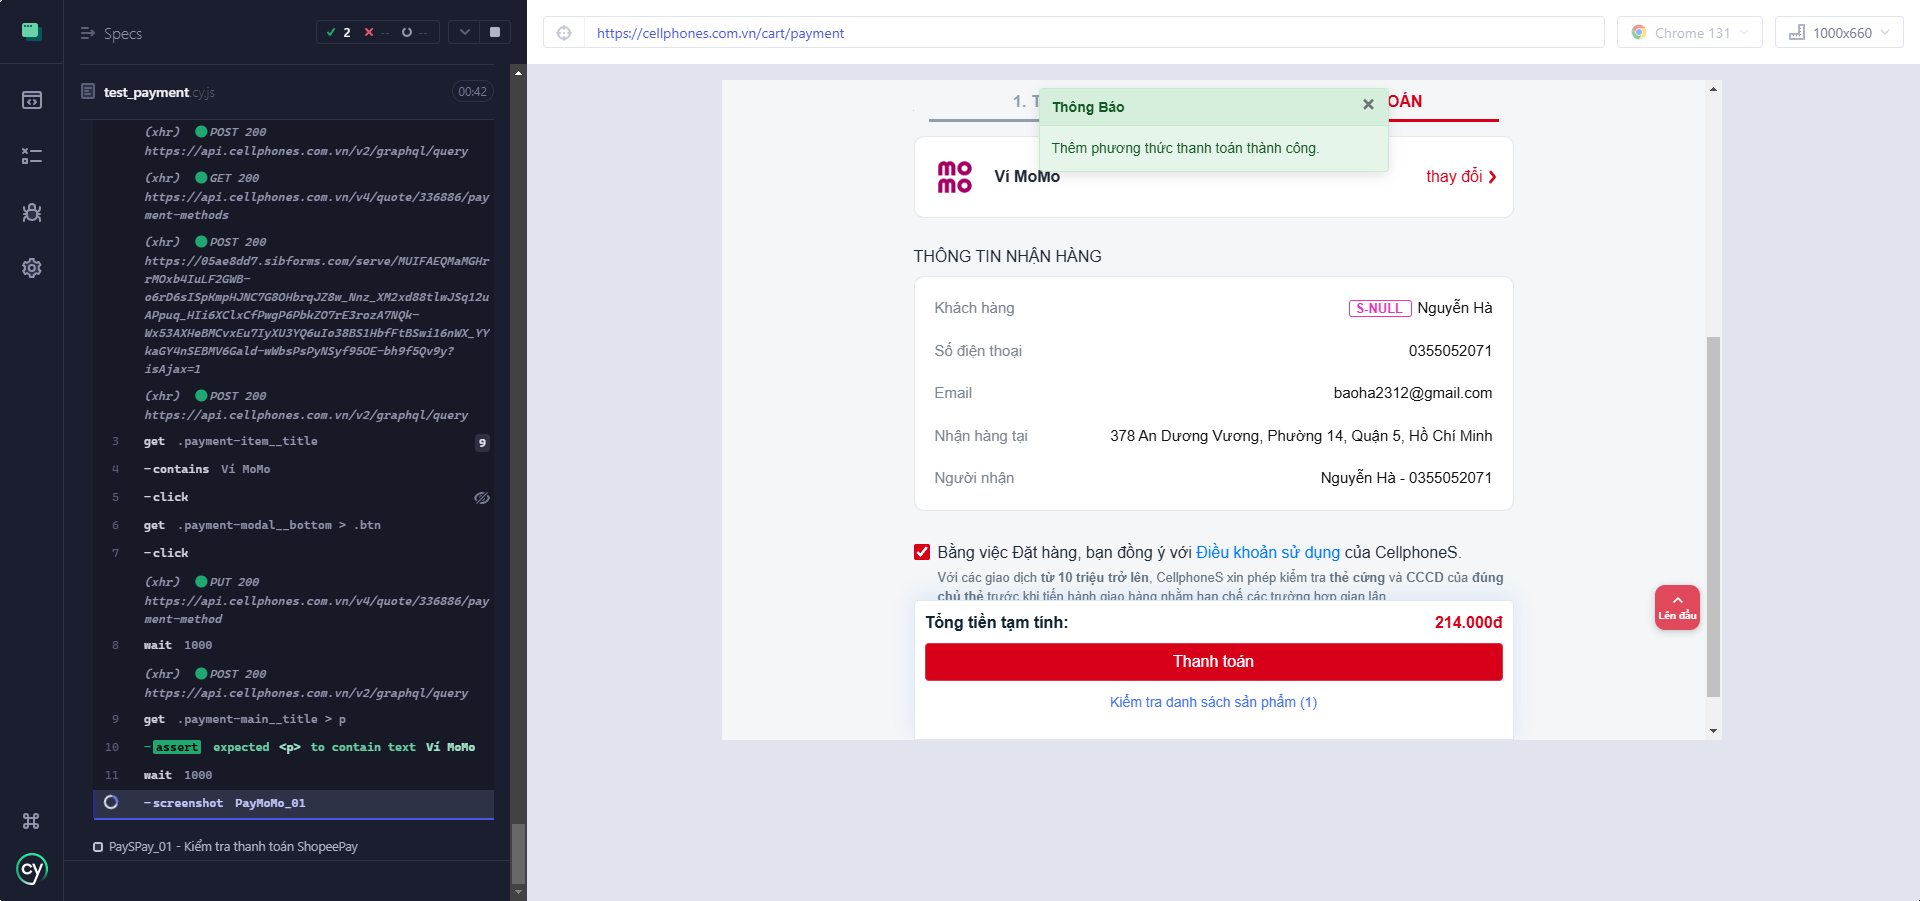 Specs
2
--
--
https://cellphones.com.vn/cart/payment
Chrome 131
1000x660
test_payment.cy.js
00:42
(xhr) POST 200
https://api.cellphones.com.vn/v2/graphql/query
(xhr) GET 200
https://api.cellphones.com.vn/v4/quote/336886/pay
ment-methods
(xhr) POST 200
https://05ae8dd7.sibforms.com/serve/MUIFAEQMaMGHr
rMOxb4IuLF2GWB-
o6rD6sISpKmpHJNC7G8OHbrqJZ8w_Nnz_XM2xd88tlwJSq12u
APpuq_HIi6XClxCfPwgP6PbkZO7rE3rozA7NQk-
Wx53AXHeBMCvxEu7IyXU3YQ6uIo38BS1HbfFtBSwi16nWX_YY
kaGY4nSEBMV6Gald-wWbsPsPyNSyf95OE-bh9f5Qv9y?
isAjax=1
(xhr) POST 200
https://api.cellphones.com.vn/v2/graphql/query
3 get .payment-item__title 9
4 -contains Ví MoMo
5 -click
6 get .payment-modal__bottom > .btn
7 -click
(xhr) PUT 200
https://api.cellphones.com.vn/v4/quote/336886/pay
ment-method
8 wait 1000
(xhr) POST 200
https://api.cellphones.com.vn/v2/graphql/query
9 get .payment-main__title > p
10 -assert expected <p> to contain text Ví MoMo
11 wait 1000
-screenshot PayMoMo_01
PaySPay_01 - Kiểm tra thanh toán ShopeePay
cy
1. T
OÁN
Thông Báo
Thêm phương thức thanh toán thành công.
mo
mo
Ví MoMo
thay đổi
THÔNG TIN NHẬN HÀNG
Khách hàng S-NULL Nguyễn Hà
Số điện thoại 0355052071
Email baoha2312@gmail.com
Nhận hàng tại 378 An Dương Vương, Phường 14, Quận 5, Hồ Chí Minh
Người nhận Nguyễn Hà - 0355052071
Bằng việc Đặt hàng, bạn đồng ý với Điều khoản sử dụng của CellphoneS.
Với các giao dịch từ 10 triệu trở lên, CellphoneS xin phép kiểm tra thẻ cứng và CCCD của đúng
chủ thẻ trước khi tiến hành giao hàng nhằm hạn chế các trường hợp gian lận
Tổng tiền tạm tính: 214.000đ
Thanh toán
Kiểm tra danh sách sản phẩm (1)
Lên đầu